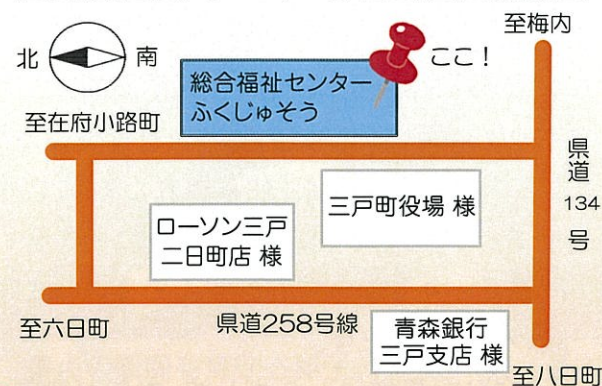 至梅内
北
南
ここ！
総合福祉センター
ふくじゅそう
至在府小路町
県道
134
号
三戸町役場 様
ローソン三戸
二日町店 様
至六日町
県道258号線
青森銀行
三戸支店 様
至八日町